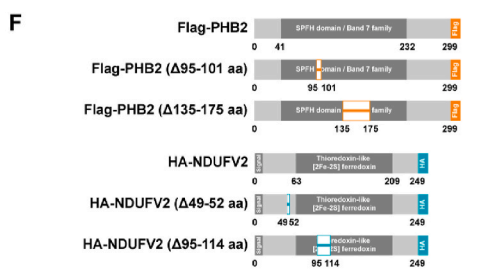 F
Flag-PHB2
SPFH domain / Band 7 family
Flag
0 41 232 299
Flag-PHB2 (Δ95-101 aa)
SPFH domain / Band 7 family
Flag
0 95 101 299
Flag-PHB2 (Δ135-175 aa)
SPFH domain family
Flag
0 135 175 299
HA-NDUFV2
Signal
Thioredoxin-like
[2Fe-2S] ferredoxin
HA
0 63 209 249
HA-NDUFV2 (Δ49-52 aa)
Signal
Thioredoxin-like
[2Fe-2S] ferredoxin
HA
0 49 52 249
HA-NDUFV2 (Δ95-114 aa)
Signal
redoxin-like
ferredoxin
HA
0 95 114 249